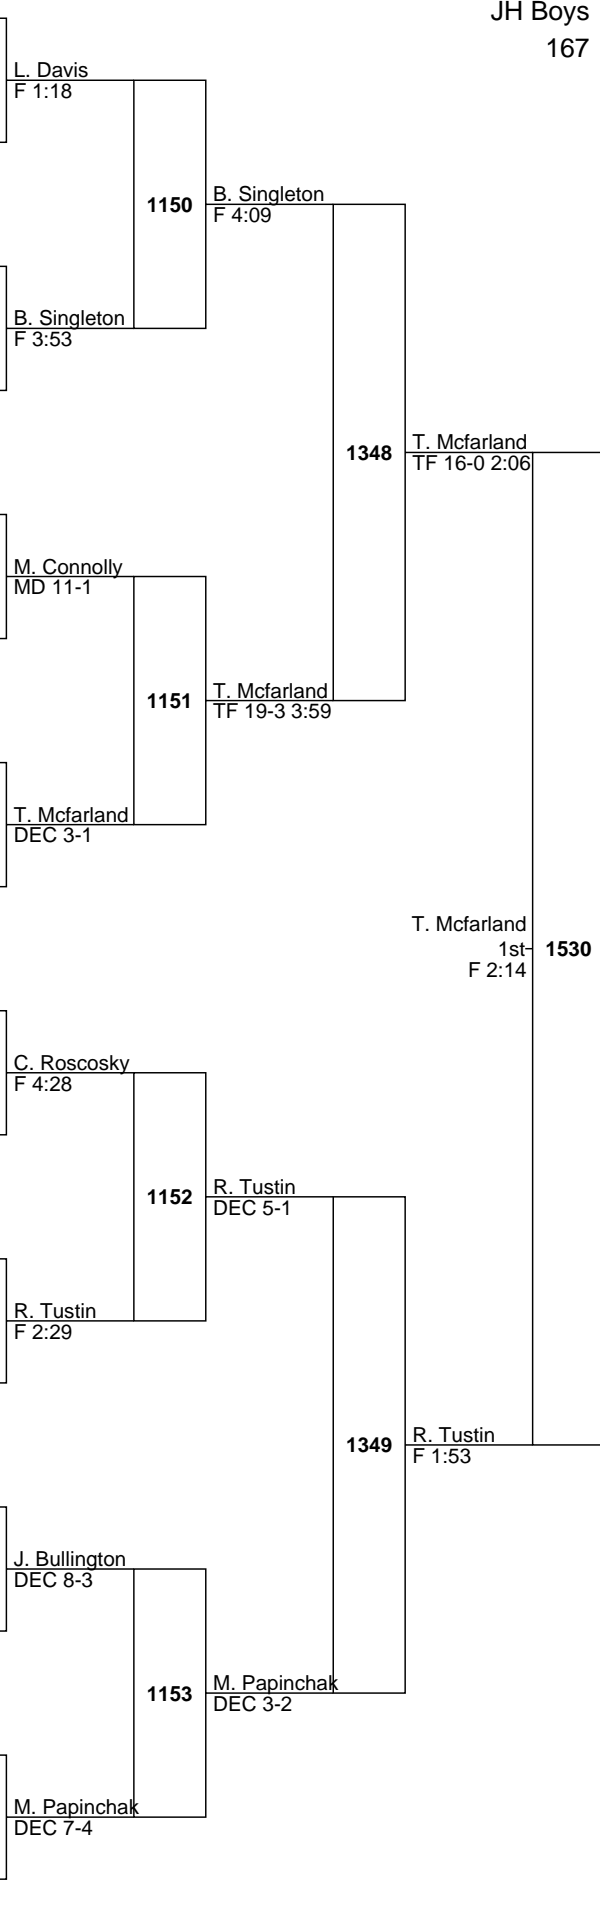 JH Boys
167
L. Davis
F 1:18
1150
B. Singleton
F 4:09
B. Singleton
F 3:53
1348
T. Mcfarland
TF 16-0 2:06
M. Connolly
MD 11-1
1151
T. Mcfarland
TF 19-3 3:59
T. Mcfarland
DEC 3-1
T. Mcfarland
1st
1530
F 2:14
C. Roscosky
F 4:28
1152
R. Tustin
DEC 5-1
R. Tustin
F 2:29
1349
R. Tustin
F 1:53
J. Bullington
DEC 8-3
1153
M. Papinchak
DEC 3-2
M. Papinchak
DEC 7-4